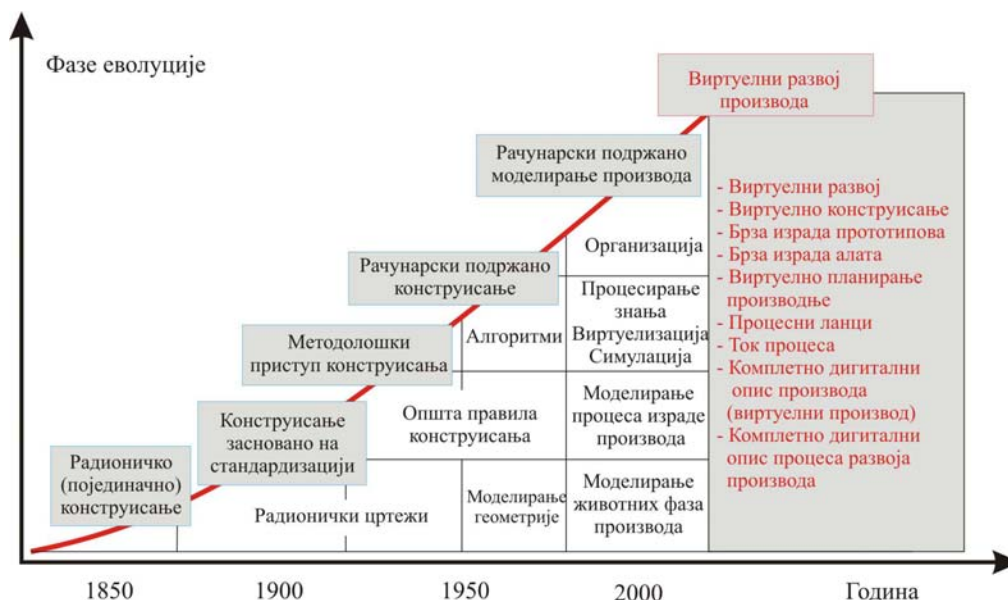 Фазе еволуције
Виртуелни развој
производа
Рачунарски подржано
моделирање производа
Рачунарски подржано
конструисање
Методолошки
приступ конструисања
Конструисање
засновано на
стандардизацији
Радионичко
(појединачно)
конструисање
Организација
Алгоритми
Процесирање
знања
Виртуелизација
Симулација
Општа правила
конструисања
Моделирање
процеса израде
производа
Радионички цртежи
Моделирање
геометрије
Моделирање
животних фаза
производа
- Виртуелни развој
- Виртуелно конструисање
- Брза израда прототипова
- Брза израда алата
- Виртуелно планирање
производње
- Процесни ланци
- Ток процеса
- Комплетно дигитални
опис производа
(виртуелни производ)
- Комплетно дигитални
опис процеса развоја
производа
1850 1900 1950 2000 Година